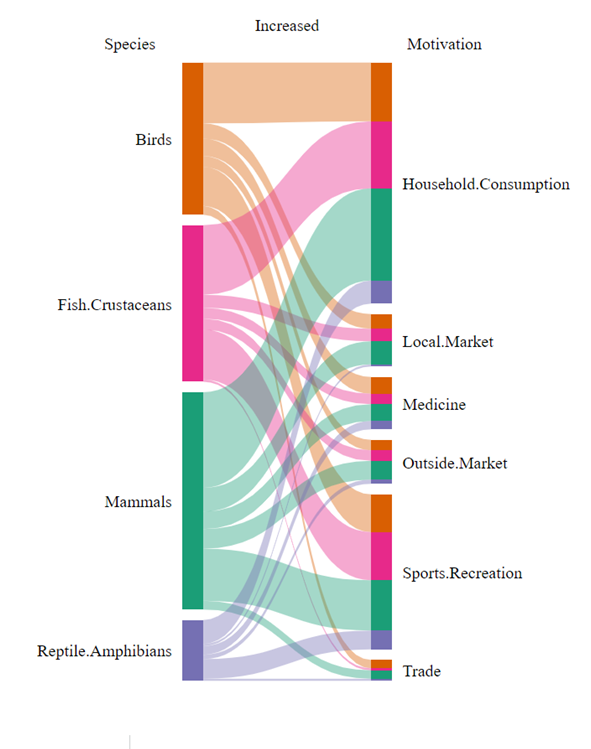 Increased
Species
Motivation
Birds
Fish.Crustaceans
Mammals
Reptile.Amphibians
Household.Consumption
Local.Market
Medicine
Outside.Market
Sports.Recreation
Trade